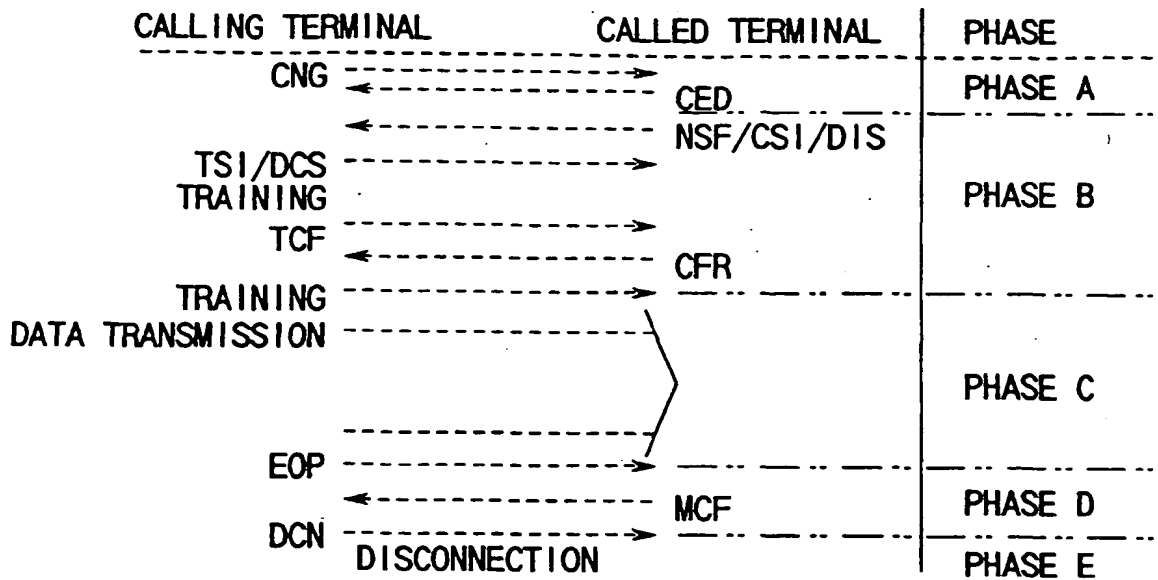 CALLING TERMINAL CALLED TERMINAL PHASE
CNG PHASE A
CED
NSF/CSI/DIS
TSI/DCS
TRAINING PHASE B
TCF
CFR
TRAINING
DATA TRANSMISSION
PHASE C
EOP
MCF PHASE D
DCN
DISCONNECTION PHASE E